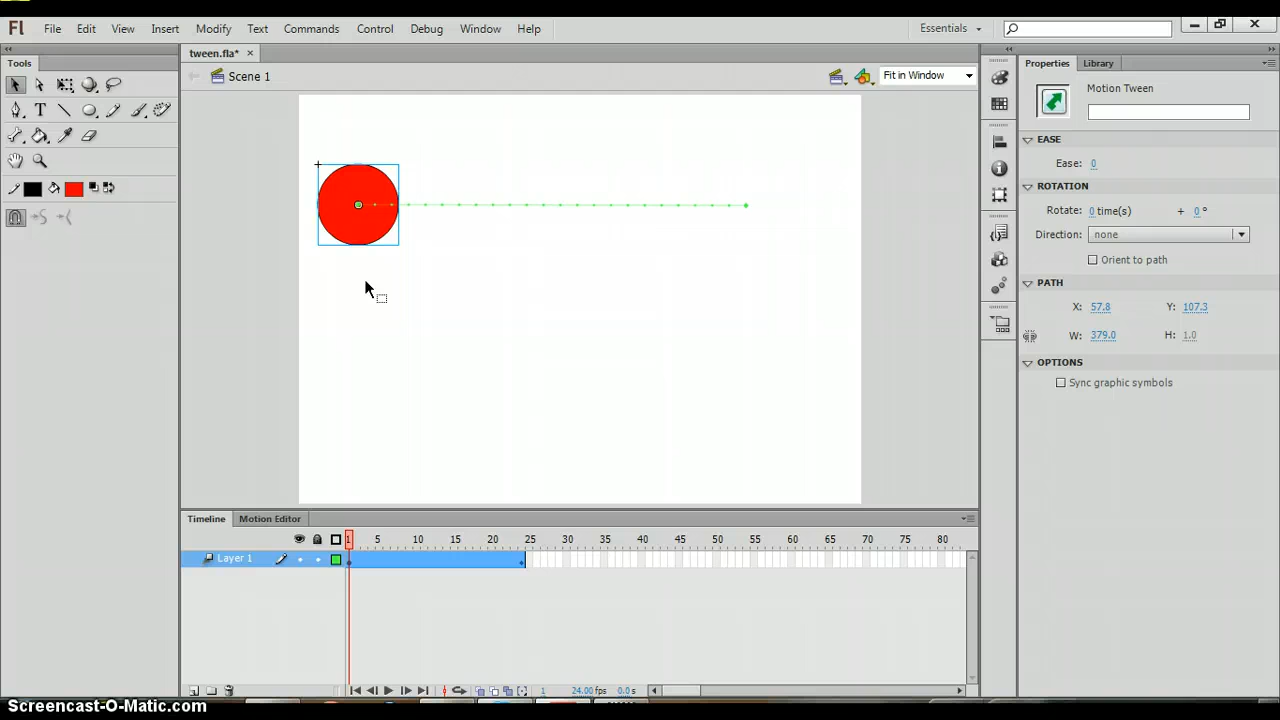 Fl File Edit View Insert Modify Text Commands Control Debug Window Help Essentials
Tools
tween.fla* ×
Properties Library
Scene 1
Fit in Window
Motion Tween
EASE
Ease: 0
ROTATION
Rotate: 0 time(s) + 0 °
Direction: none
Orient to path
PATH
X: 57.8 Y: 107.3
W: 379.0 H: 1.0
OPTIONS
Sync graphic symbols
Timeline Motion Editor
1 5 10 15 20 25 30 35 40 45 50 55 60 65 70 75 80
Layer 1
1 24.00 fps 0.0 s
Screencast-O-Matic.com